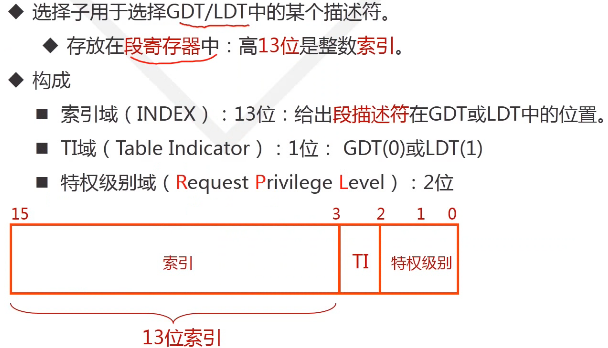 选择子用于选择GDT/LDT中的某个描述符。
存放在段寄存器中：高13位是整数索引。
构成
索引域（INDEX）：13位：给出段描述符在GDT或LDT中的位置。
TI域（Table Indicator）：1位： GDT(0)或LDT(1)
特权级别域（Request Privilege Level）：2位
15 3 2 1 0
索引 TI 特权级别
13位索引